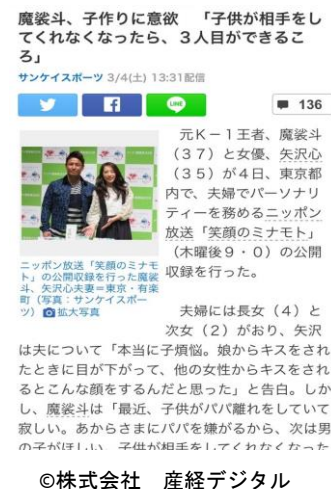 魔裟斗、子作りに意欲　「子供が相手をし
てくれなくなったら、３人目ができるこ
ろ」
サンケイスポーツ 3/4(土) 13:31配信
136
元Ｋ－１王者、魔裟斗
（３７）と女優、矢沢心
（３５）が４日、東京都
内で、夫婦でパーソナリ
ティーを務めるニッポン
放送「笑顔のミナモト」
（木曜後９・０）の公開
収録を行った。
ニッポン放送「笑顔のミナモ
ト」の公開収録を行った魔裟
斗、矢沢心夫妻＝東京・有楽
町（写真：サンケイスポー
ツ） 拡大写真
夫婦には長女（４）と
次女（２）がおり、矢沢
は夫について「本当に子煩悩。娘からキスをされ
たときに目が下がって、他の女性からキスをされ
るとこんな顔をするんだと思った」と告白。しか
し、魔裟斗は「最近、子供がパパ離れをしていて
寂しい。あからさまにパパを嫌がるから、次は男
の子がほしい。子供が相手をしてくれなくなった
©株式会社　産経デジタル